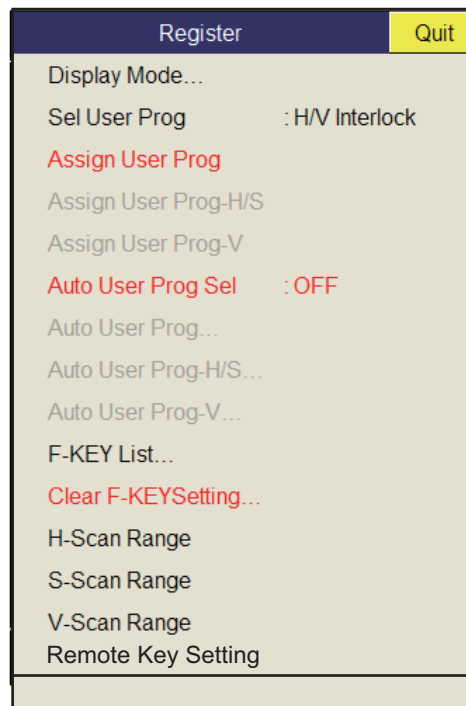 Register Quit
Display Mode...
Sel User Prog : H/V Interlock
Assign User Prog
Assign User Prog-H/S
Assign User Prog-V
Auto User Prog Sel : OFF
Auto User Prog...
Auto User Prog-H/S...
Auto User Prog-V...
F-KEY List...
Clear F-KEYSetting...
H-Scan Range
S-Scan Range
V-Scan Range
Remote Key Setting